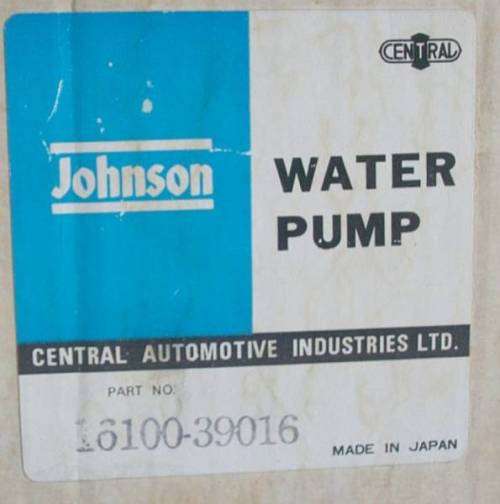 CENTRAL
Johnson
WATER
PUMP
CENTRAL AUTOMOTIVE INDUSTRIES LTD.
PART NO.
16100-39016
MADE IN JAPAN